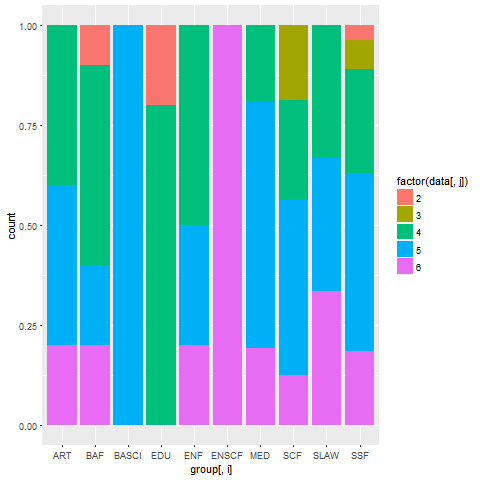 1.00
0.75
0.50
0.25
0.00
count
ART BAF BASCI EDU ENF ENSCF MED SCF SLAW SSF
group[, i]
factor(data[, j])
2
3
4
5
6